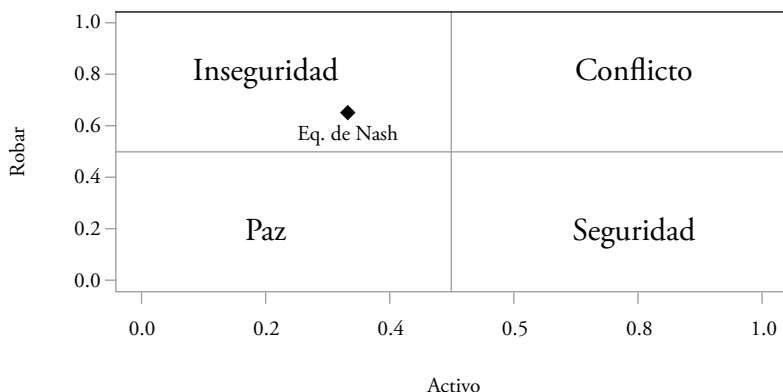 1.0
Inseguridad
Conflicto
0.8
0.6
Eq. de Nash
Robar
0.4
Paz
Seguridad
0.2
0.0
0.0 0.2 0.4 0.5 0.8 1.0
Activo